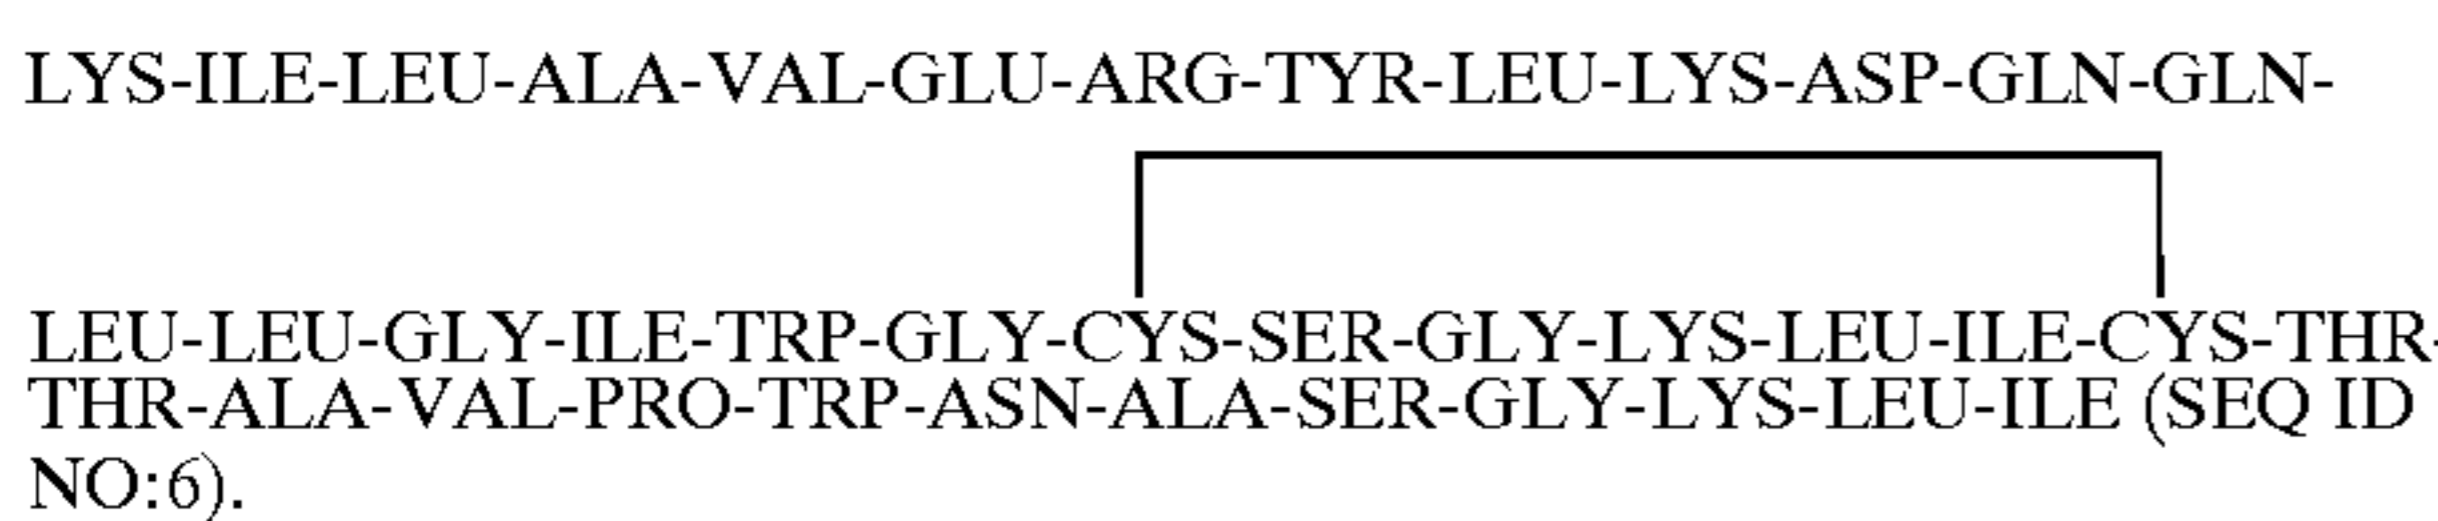 LYS-ILE-LEU-ALA-VAL-GLU-ARG-TYR-LEU-LYS-ASP-GLN-GLN-
LEU-LEU-GLY-ILE-TRP-GLY-CYS-SER-GLY-LYS-LEU-ILE-CYS-THR-
THR-ALA-VAL-PRO-TRP-ASN-ALA-SER-GLY-LYS-LEU-ILE (SEQ ID
NO:6).